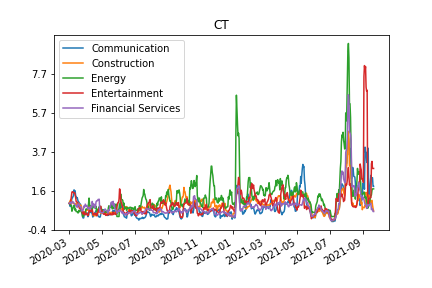 CT
Communication
Construction
Energy
Entertainment
Financial Services
7.7
5.7
3.7
1.6
-0.4
2020-03
2020-05
2020-07
2020-09
2020-11
2021-01
2021-03
2021-05
2021-07
2021-09